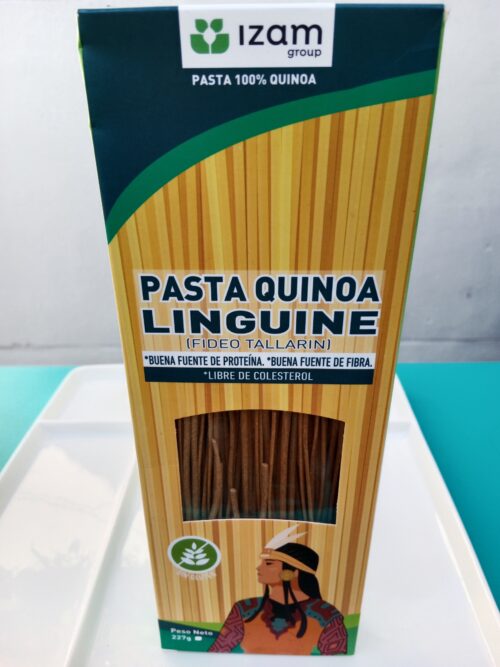 izam
group
PASTA 100% QUINOA
PASTA QUINOA
LINGUINE
(FIDEO TALLARIN)
*BUENA FUENTE DE PROTEÍNA. *BUENA FUENTE DE FIBRA.
*LIBRE DE COLESTEROL
Peso Neto
227g